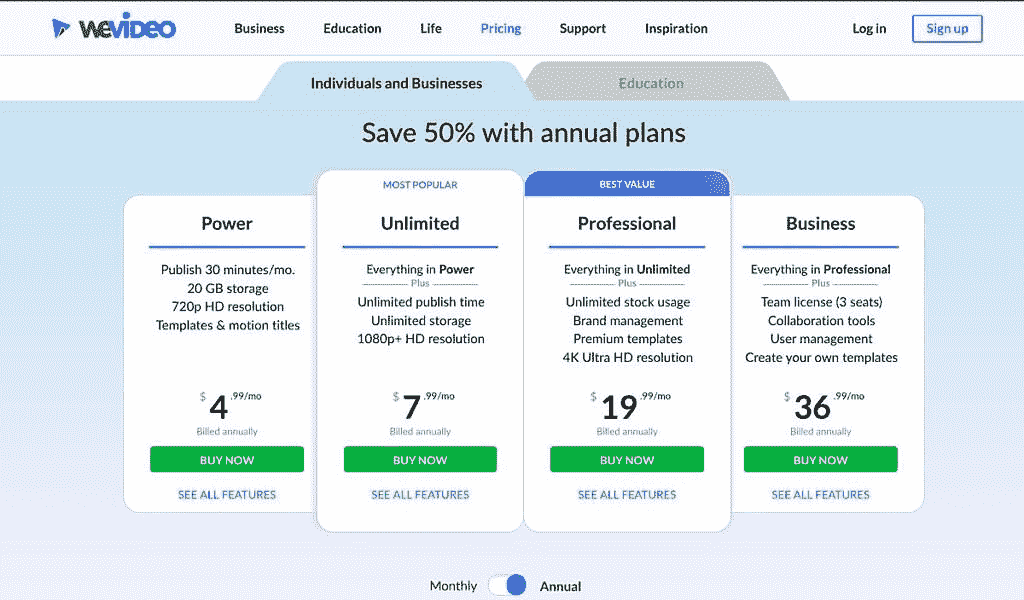 WEVIDEO
Business Education Life Pricing Support Inspiration Log in Sign up
Individuals and Businesses
Education
Save 50% with annual plans
Power
Publish 30 minutes/mo.
20 GB storage
720p HD resolution
Templates & motion titles
$4.99/mo
Billed annually
BUY NOW
SEE ALL FEATURES
MOST POPULAR
Unlimited
Everything in Power
Plus
Unlimited publish time
Unlimited storage
1080p+ HD resolution
$7.99/mo
Billed annually
BUY NOW
SEE ALL FEATURES
BEST VALUE
Professional
Everything in Unlimited
Plus
Unlimited stock usage
Brand management
Premium templates
4K Ultra HD resolution
$19.99/mo
Billed annually
BUY NOW
SEE ALL FEATURES
Business
Everything in Professional
Plus
Team license (3 seats)
Collaboration tools
User management
Create your own templates
$36.99/mo
Billed annually
BUY NOW
SEE ALL FEATURES
Monthly Annual